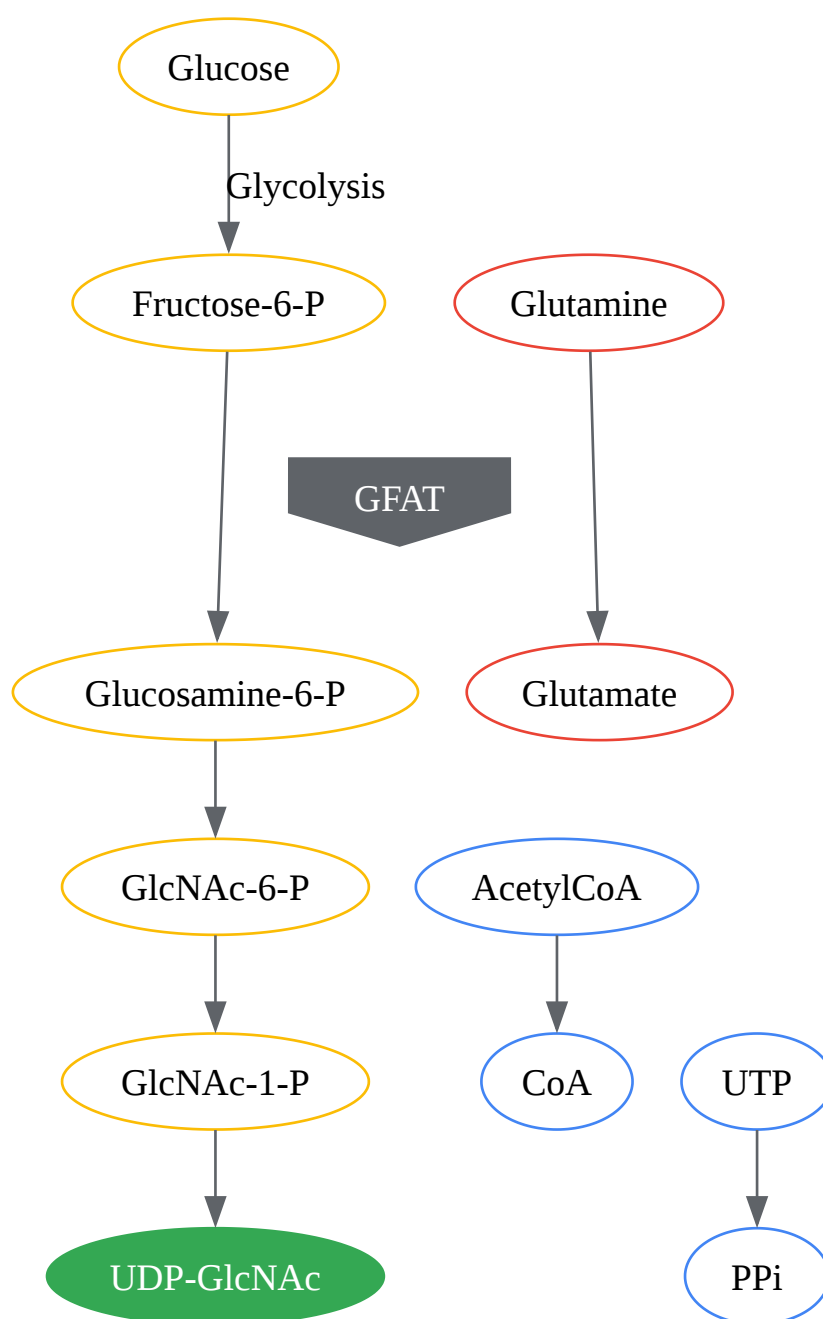 Glucose
Glycolysis
Fructose-6-P
Glutamine
GFAT
Glucosamine-6-P
Glutamate
GlcNAc-6-P
AcetylCoA
GlcNAc-1-P
CoA
UTP
UDP-GlcNAc
PPi